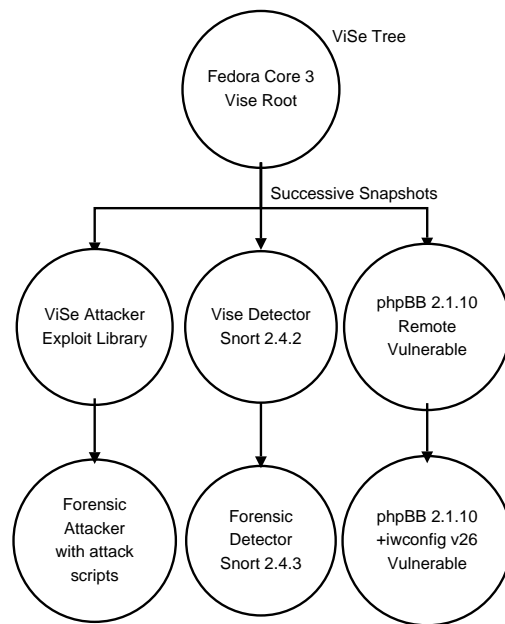 ViSe Tree
Fedora Core 3
Vise Root
Successive Snapshots
ViSe Attacker
Exploit Library
Vise Detector
Snort 2.4.2
phpBB 2.1.10
Remote
Vulnerable
Forensic
Attacker
with attack
scripts
Forensic
Detector
Snort 2.4.3
phpBB 2.1.10
+iwconfig v26
Vulnerable